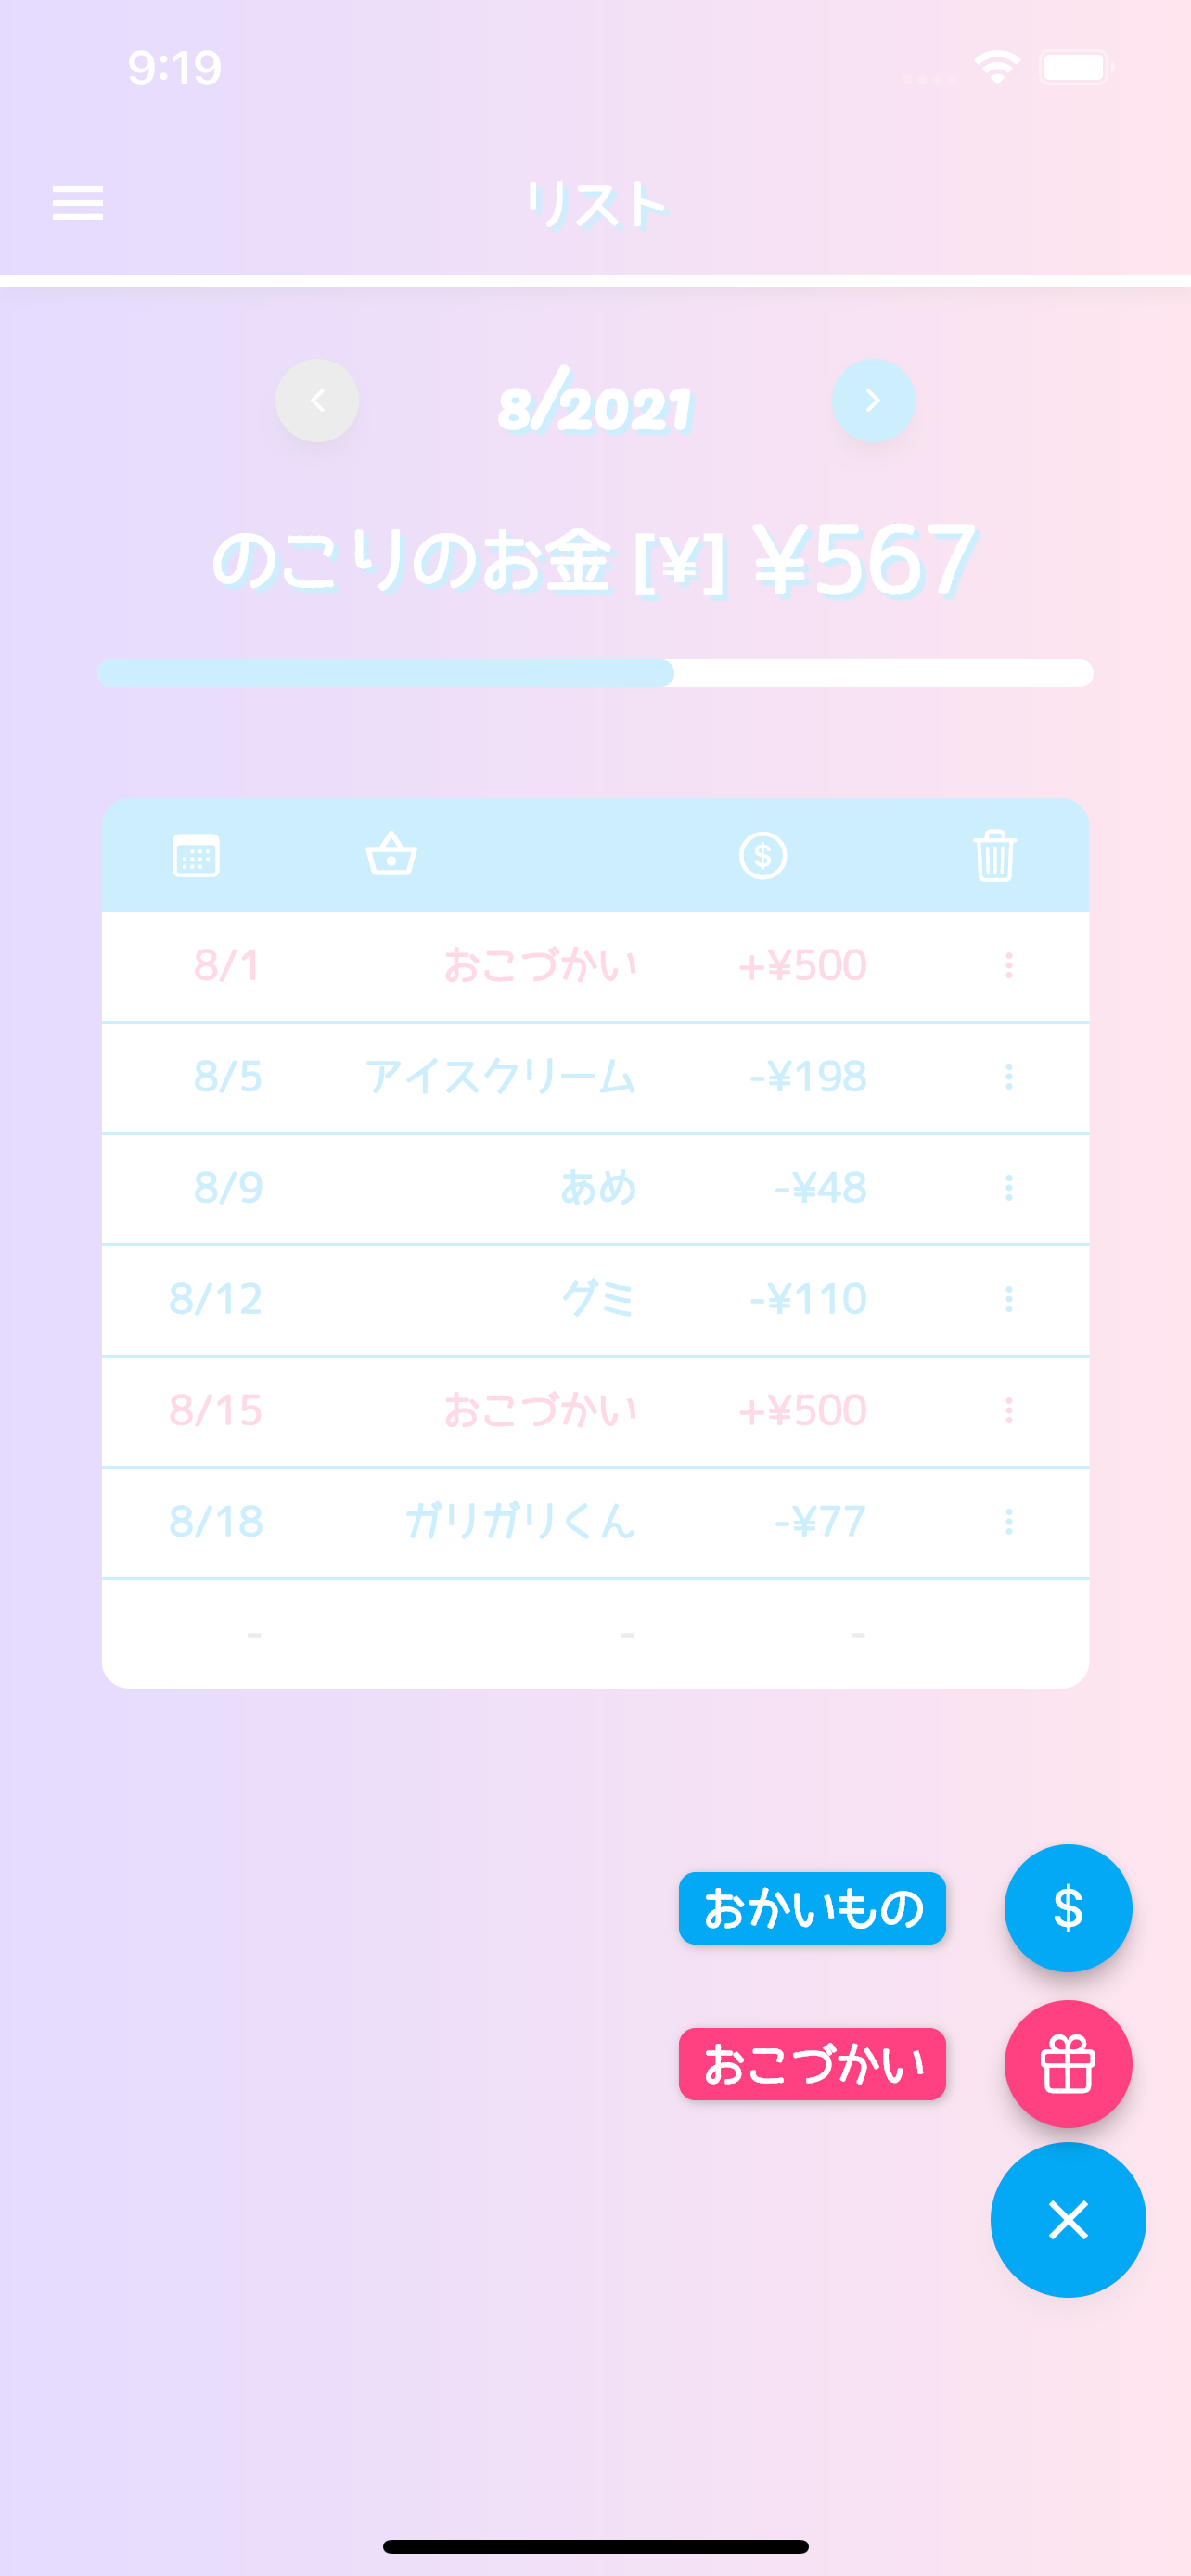 9:19
リスト
8/2021
のこりのお金 [¥] ¥567
8/1 おこづかい +¥500
8/5 アイスクリーム -¥198
8/9 あめ -¥48
8/12 グミ -¥110
8/15 おこづかい +¥500
8/18 ガリガリくん -¥77
- - -
おかいもの $
おこづかい